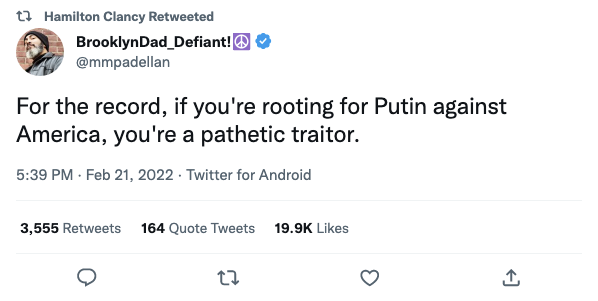 Hamilton Clancy Retweeted
BrooklynDad_Defiant!☮️
@mmpadellan
For the record, if you're rooting for Putin against
America, you're a pathetic traitor.
5:39 PM · Feb 21, 2022 · Twitter for Android
3,555 Retweets 164 Quote Tweets 19.9K Likes